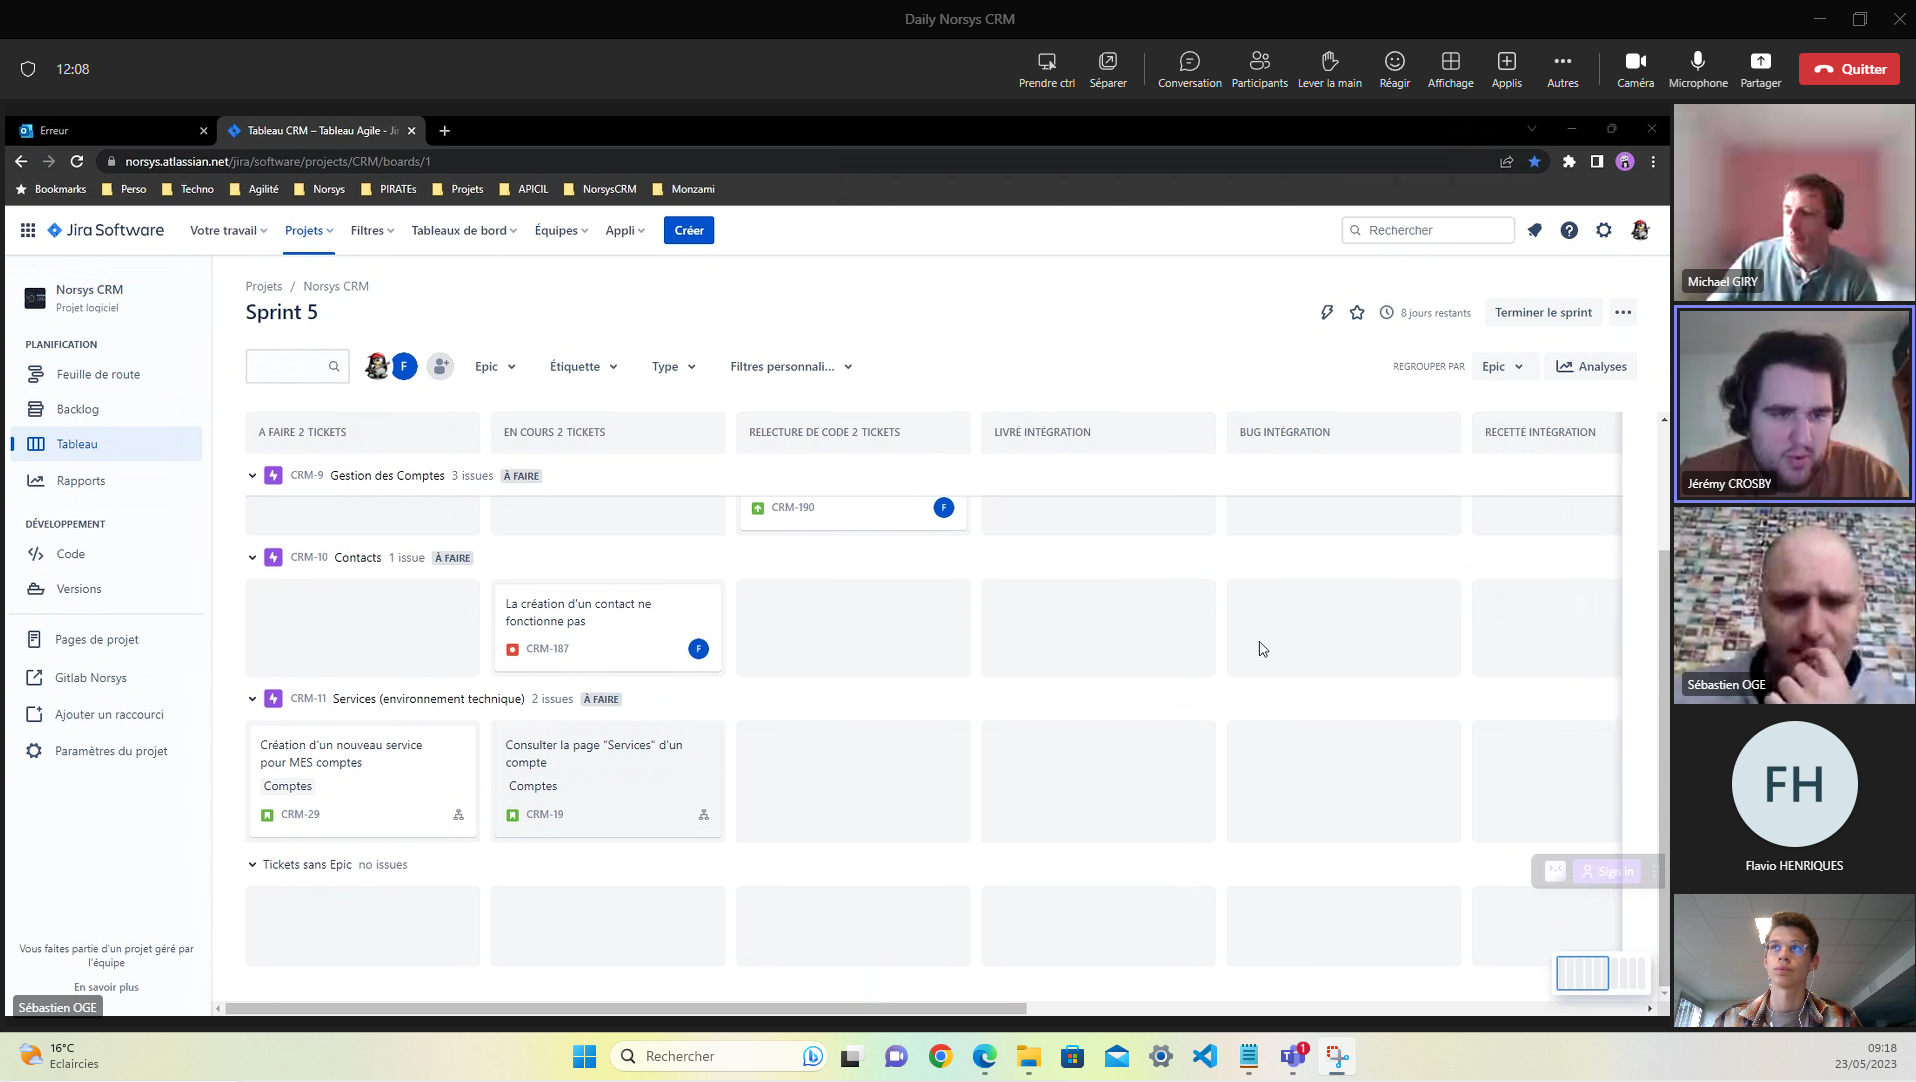 Daily Norsys CRM
12:08
Prendre ctrl
Séparer
Conversation
Participants
Lever la main
Réagir
Affichage
Applis
Autres
Caméra
Microphone
Partager
Quitter
Erreur
Tableau CRM – Tableau Agile - Jir
norsys.atlassian.net/jira/software/projects/CRM/boards/1
Bookmarks
Perso
Techno
Agilité
Norsys
PIRATEs
Projets
APICIL
NorsysCRM
Monzami
Jira Software
Votre travail
Projets
Filtres
Tableaux de bord
Équipes
Appli
Créer
Rechercher
Norsys CRM
Projet logiciel
PLANIFICATION
Feuille de route
Backlog
Tableau
Rapports
DÉVELOPPEMENT
Code
Versions
Pages de projet
Gitlab Norsys
Ajouter un raccourci
Paramètres du projet
Vous faites partie d'un projet géré par
l'équipe
En savoir plus
Sébastien OGE
Projets / Norsys CRM
Sprint 5
8 jours restants
Terminer le sprint
F
Epic
Étiquette
Type
Filtres personnali...
REGROUPER PAR
Epic
Analyses
A FAIRE 2 TICKETS
EN COURS 2 TICKETS
RELECTURE DE CODE 2 TICKETS
LIVRÉ INTÉGRATION
BUG INTÉGRATION
RECETTÉ INTÉGRATION
CRM-9 Gestion des Comptes 3 issues À FAIRE
CRM-190
F
CRM-10 Contacts 1 issue À FAIRE
La création d'un contact ne
fonctionne pas
CRM-187
F
CRM-11 Services (environnement technique) 2 issues À FAIRE
Création d'un nouveau service
pour MES comptes
Comptes
CRM-29
Consulter la page "Services" d'un
compte
Comptes
CRM-19
Tickets sans Epic no issues
Sign in
Michael GIRY
Jérémy CROSBY
Sébastien OGE
FH
Flavio HENRIQUES
16°C
Eclaircies
Rechercher
1
09:18
23/05/2023